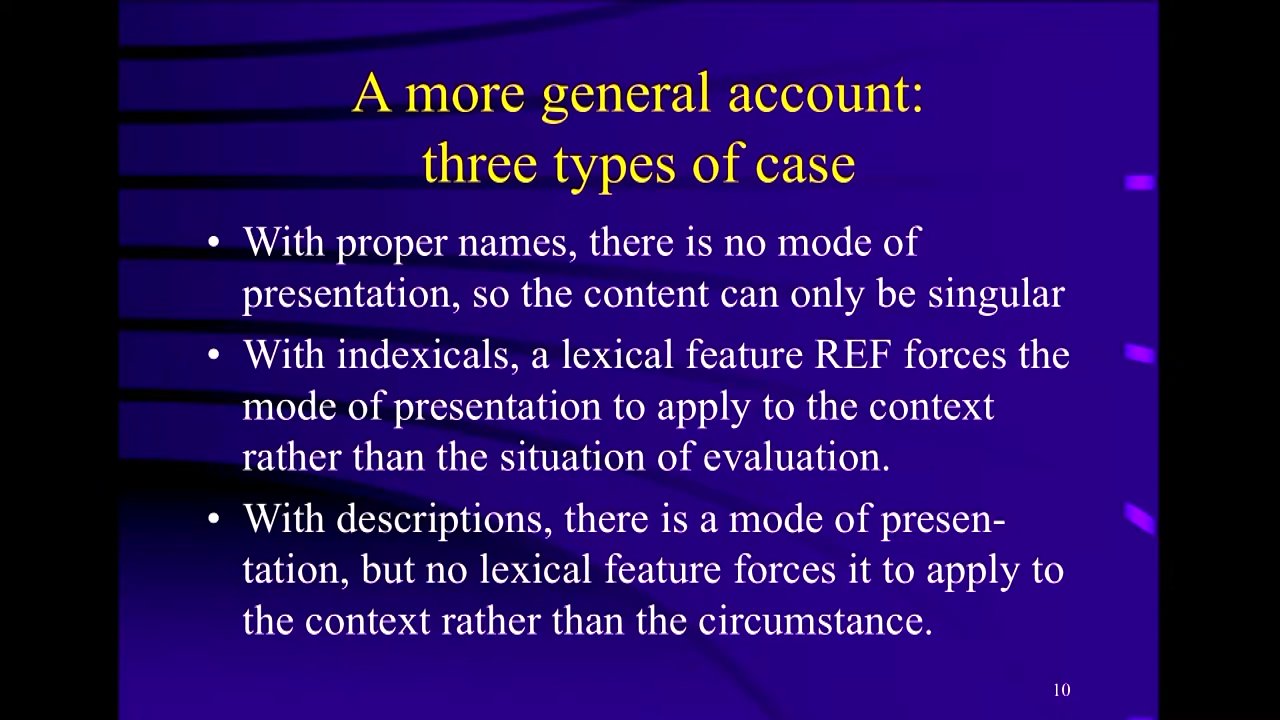 A more general account:
three types of case
• With proper names, there is no mode of
presentation, so the content can only be singular
• With indexicals, a lexical feature REF forces the
mode of presentation to apply to the context
rather than the situation of evaluation.
• With descriptions, there is a mode of presen-
tation, but no lexical feature forces it to apply to
the context rather than the circumstance.
10